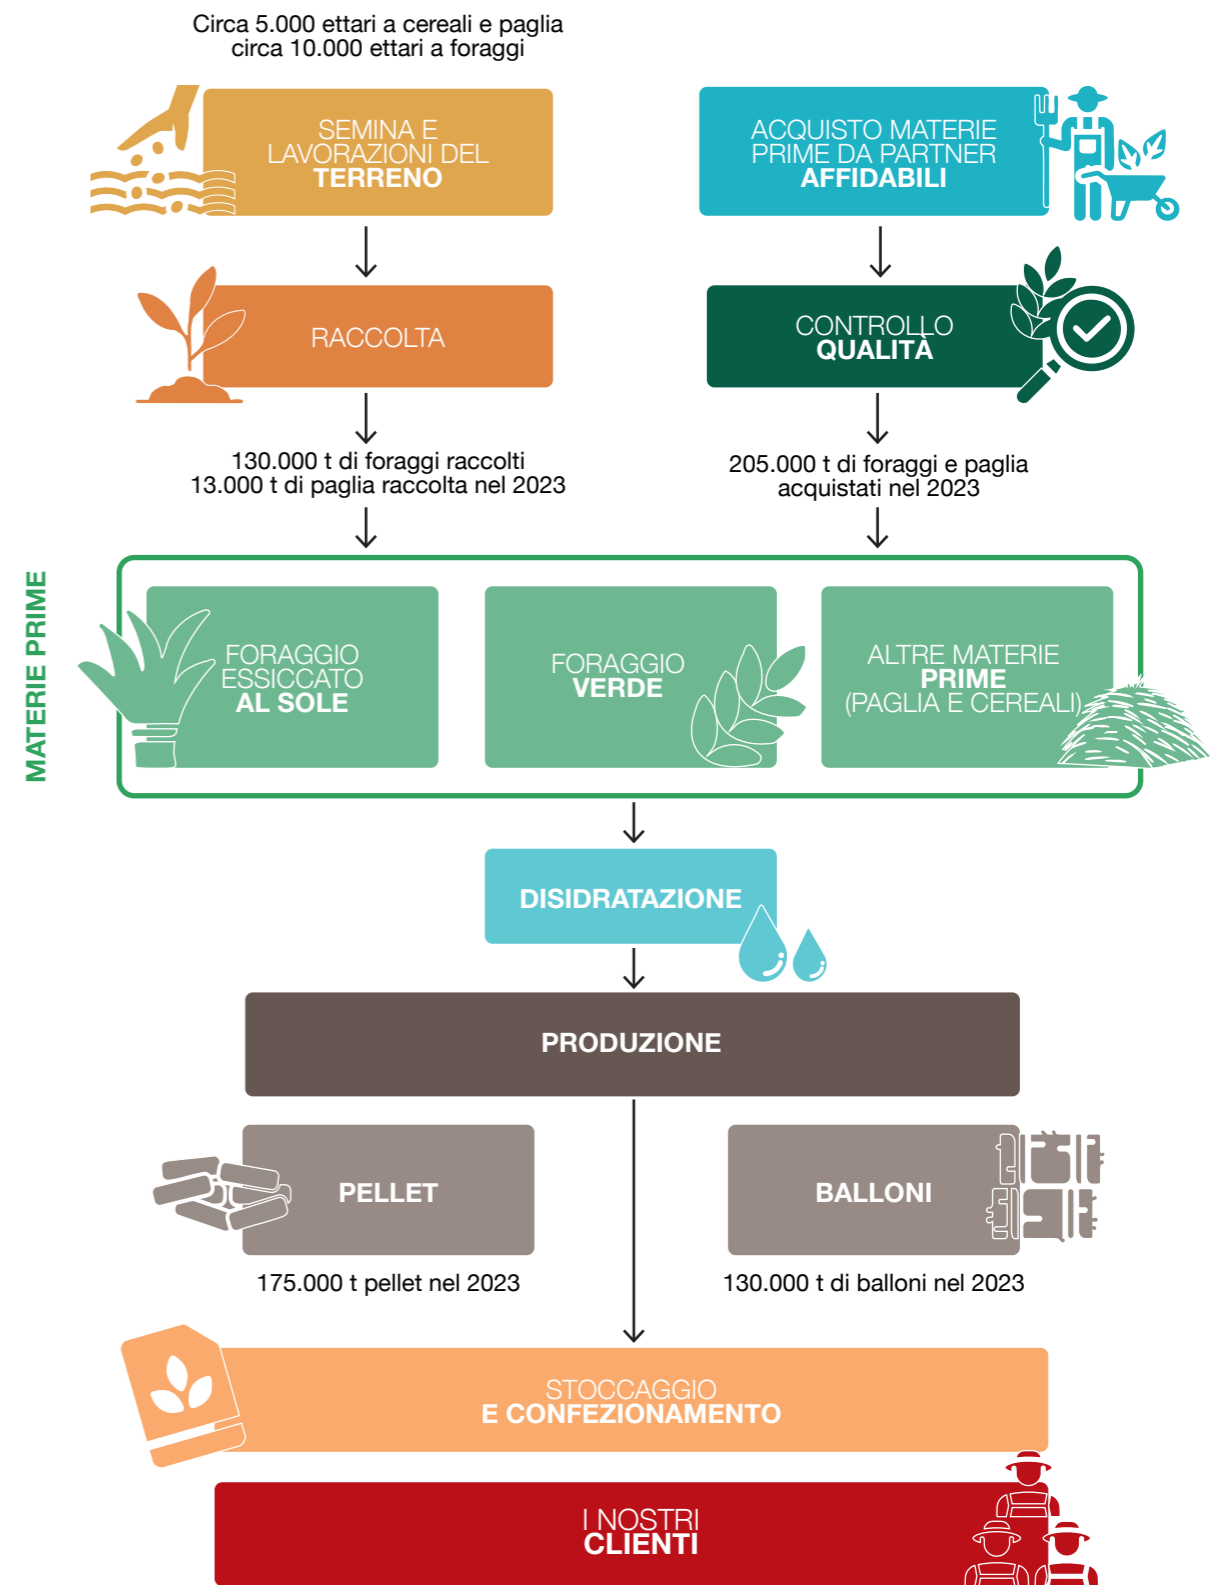 Circa 5.000 ettari a cereali e paglia
circa 10.000 ettari a foraggi
SEMINA E
LAVORAZIONI DEL
TERRENO
ACQUISTO MATERIE
PRIME DA PARTNER
AFFIDABILI
RACCOLTA
CONTROLLO
QUALITÀ
130.000 t di foraggi raccolti
13.000 t di paglia raccolta nel 2023
205.000 t di foraggi e paglia
acquistati nel 2023
MATERIE PRIME
FORAGGIO
ESSICCATO
AL SOLE
FORAGGIO
VERDE
ALTRE MATERIE
PRIME
(PAGLIA E CEREALI)
DISIDRATAZIONE
PRODUZIONE
PELLET
BALLONI
175.000 t pellet nel 2023
130.000 t di balloni nel 2023
STOCCAGGIO
E CONFEZIONAMENTO
I NOSTRI
CLIENTI